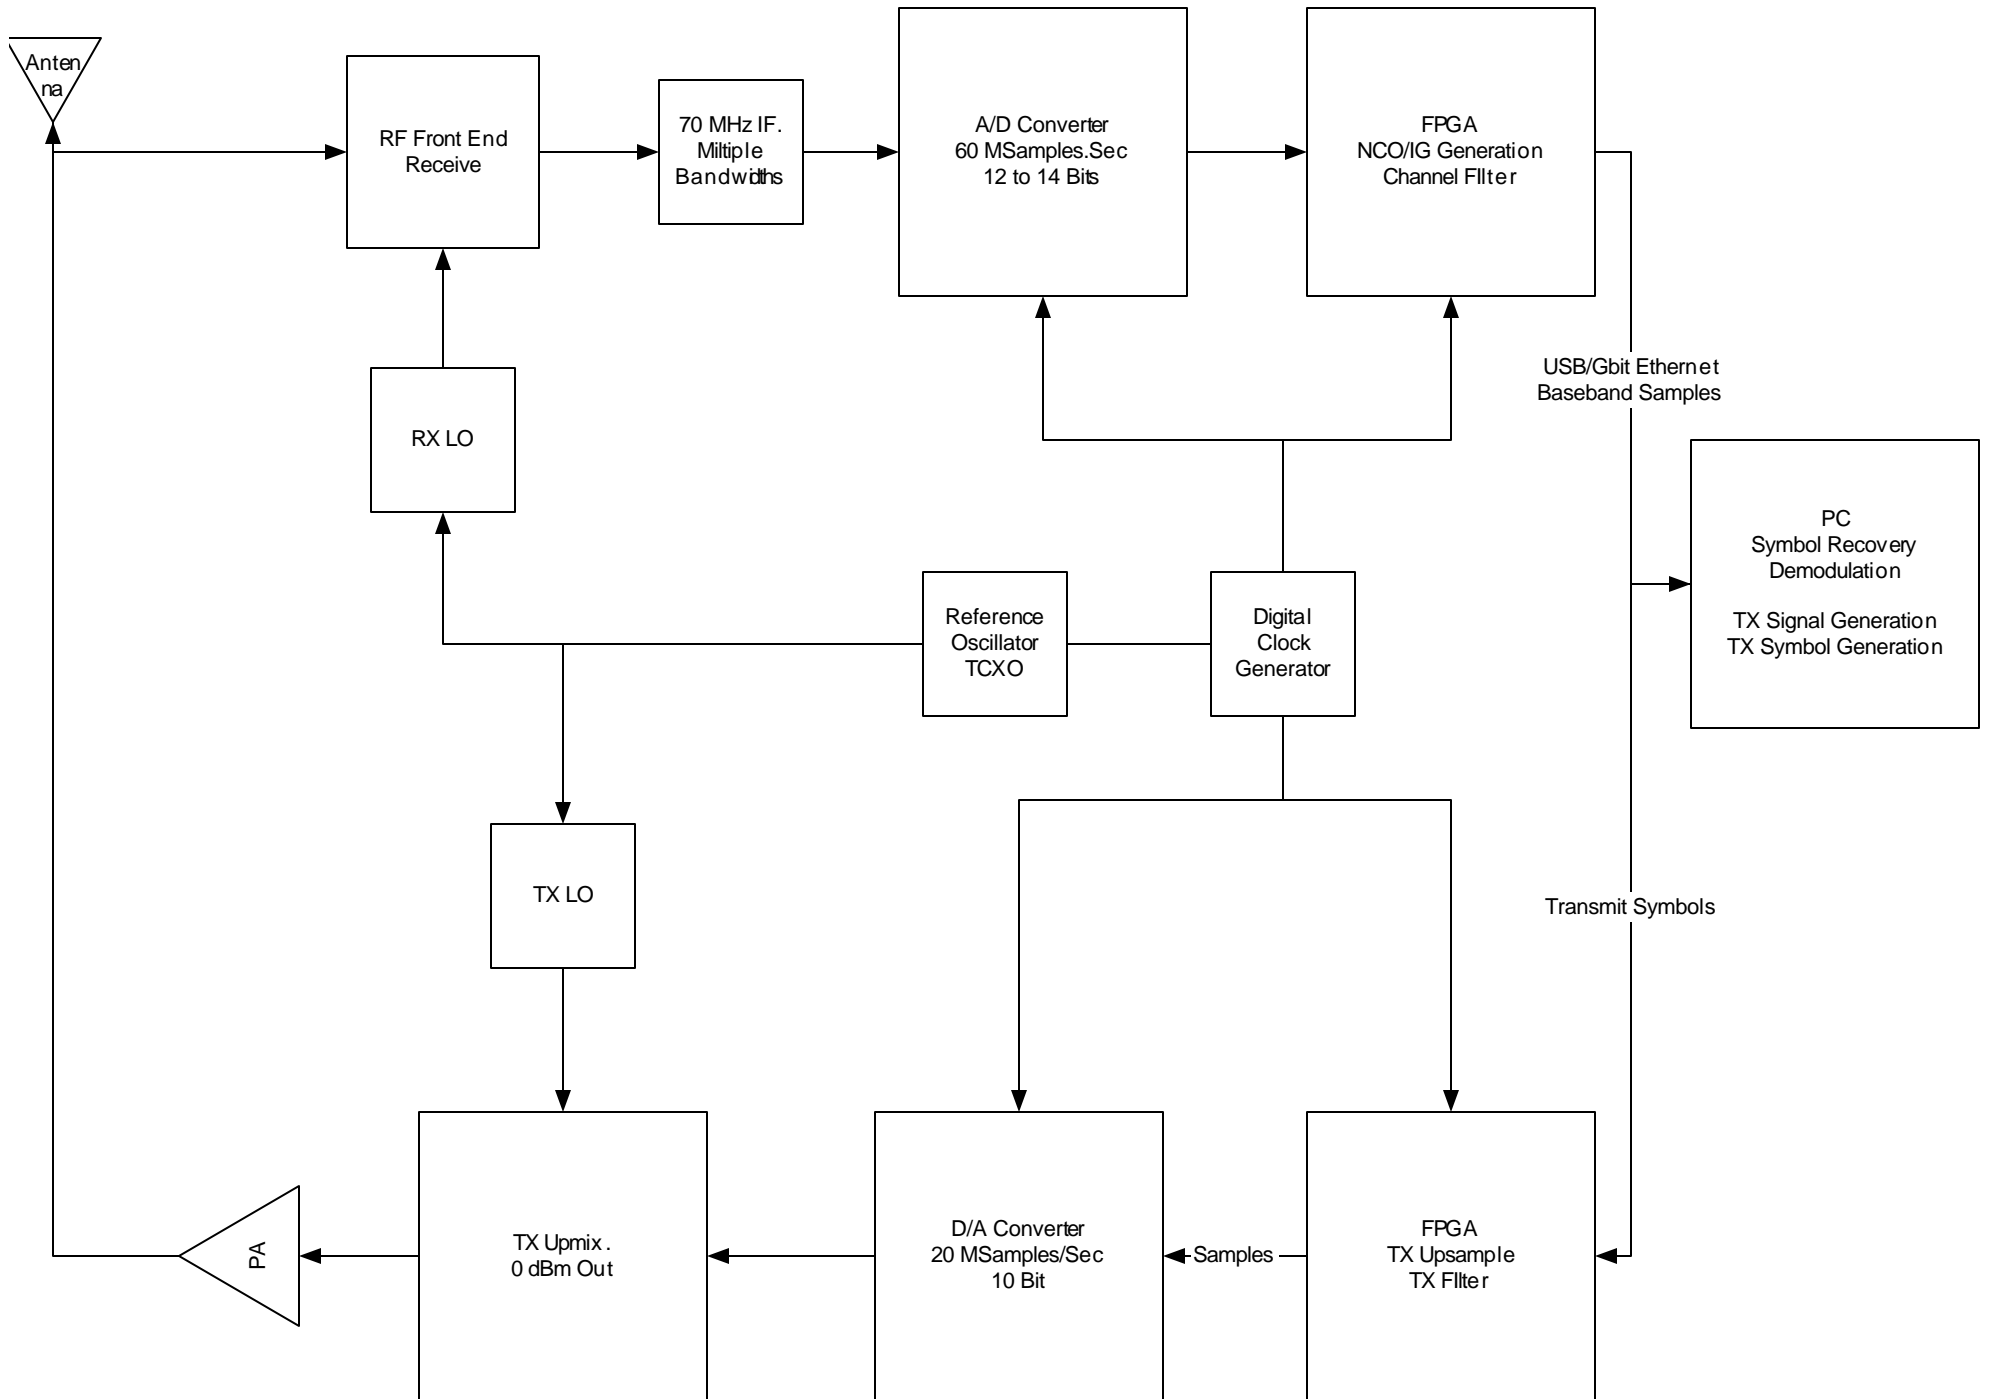 Anten
na
RF Front End
Receive
70 MHz IF.
Miltiple
Bandwidths
A/D Converter
60 MSamples.Sec
12 to 14 Bits
FPGA
NCO/IG Generation
Channel FIlter
USB/Gbit Ethernet
Baseband Samples
RX LO
PC
Symbol Recovery
Demodulation
TX Signal Generation
TX Symbol Generation
Reference
Oscillator
TCXO
Digital
Clock
Generator
TX LO
Transmit Symbols
PA
TX Upmix.
0 dBm Out
D/A Converter
20 MSamples/Sec
10 Bit
Samples
FPGA
TX Upsample
TX FIlter